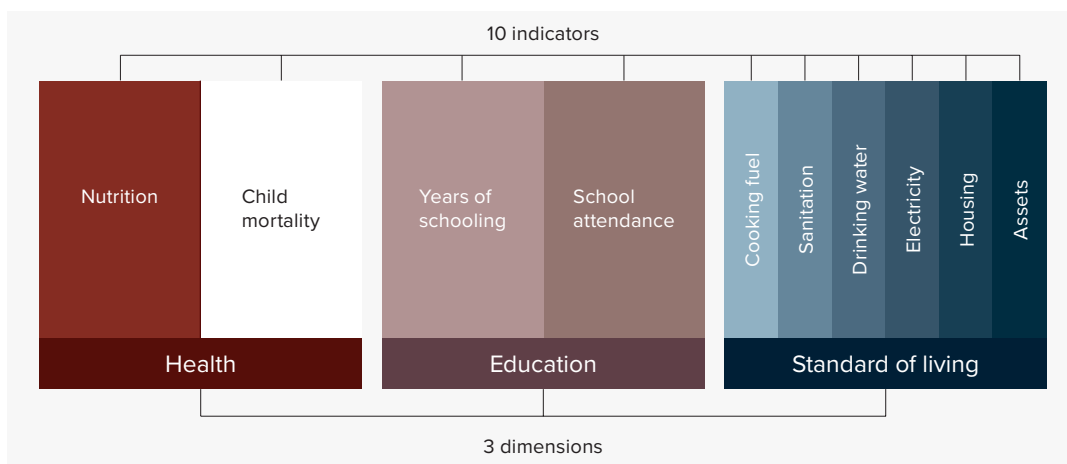 10 indicators
Nutrition
Child
mortality
Years of
schooling
School
attendance
Cooking fuel
Sanitation
Drinking water
Electricity
Housing
Assets
Health
Education
Standard of living
3 dimensions